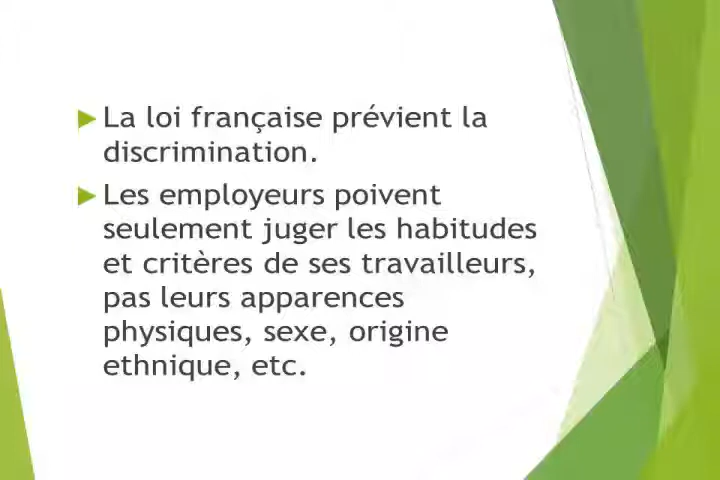 La loi française prévient la
discrimination.
Les employeurs poivent
seulement juger les habitudes
et critères de ses travailleurs,
pas leurs apparences
physiques, sexe, origine
ethnique, etc.